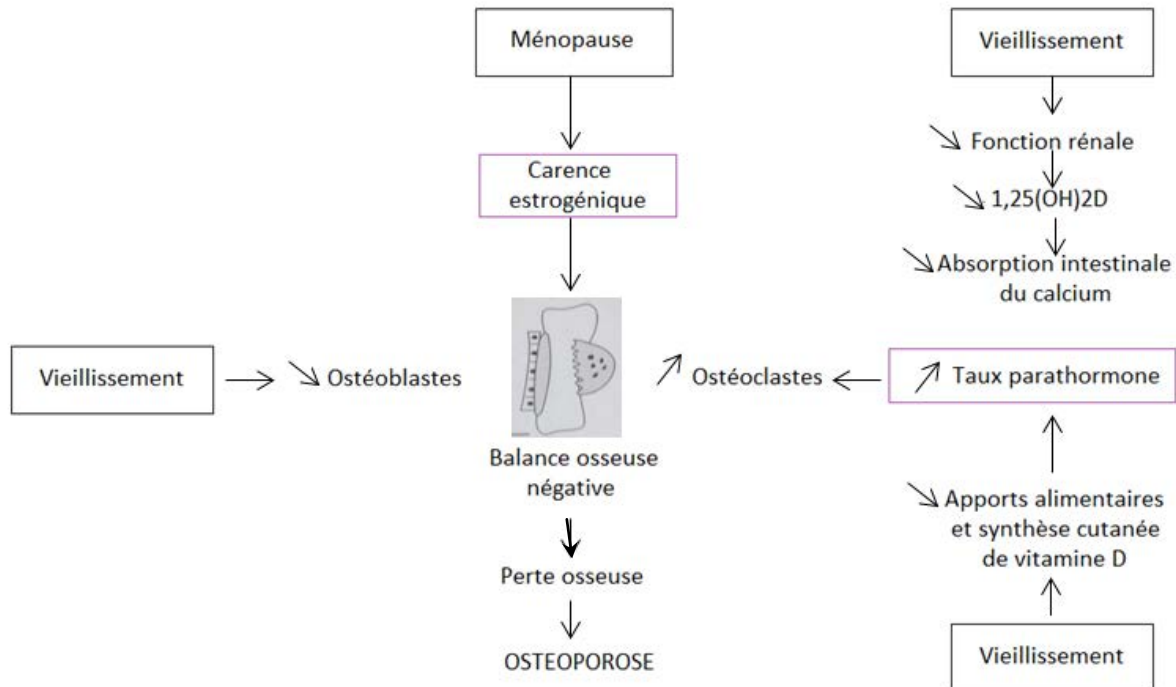 Ménopause
Carence
estrogénique
Vieillissement
Fonction rénale
1,25(OH)2D
Absorption intestinale
du calcium
Vieillissement
Ostéoblastes
Ostéoclastes
Taux parathormone
Balance osseuse
négative
Perte osseuse
OSTEOPOROSE
Apports alimentaires
et synthèse cutanée
de vitamine D
Vieillissement